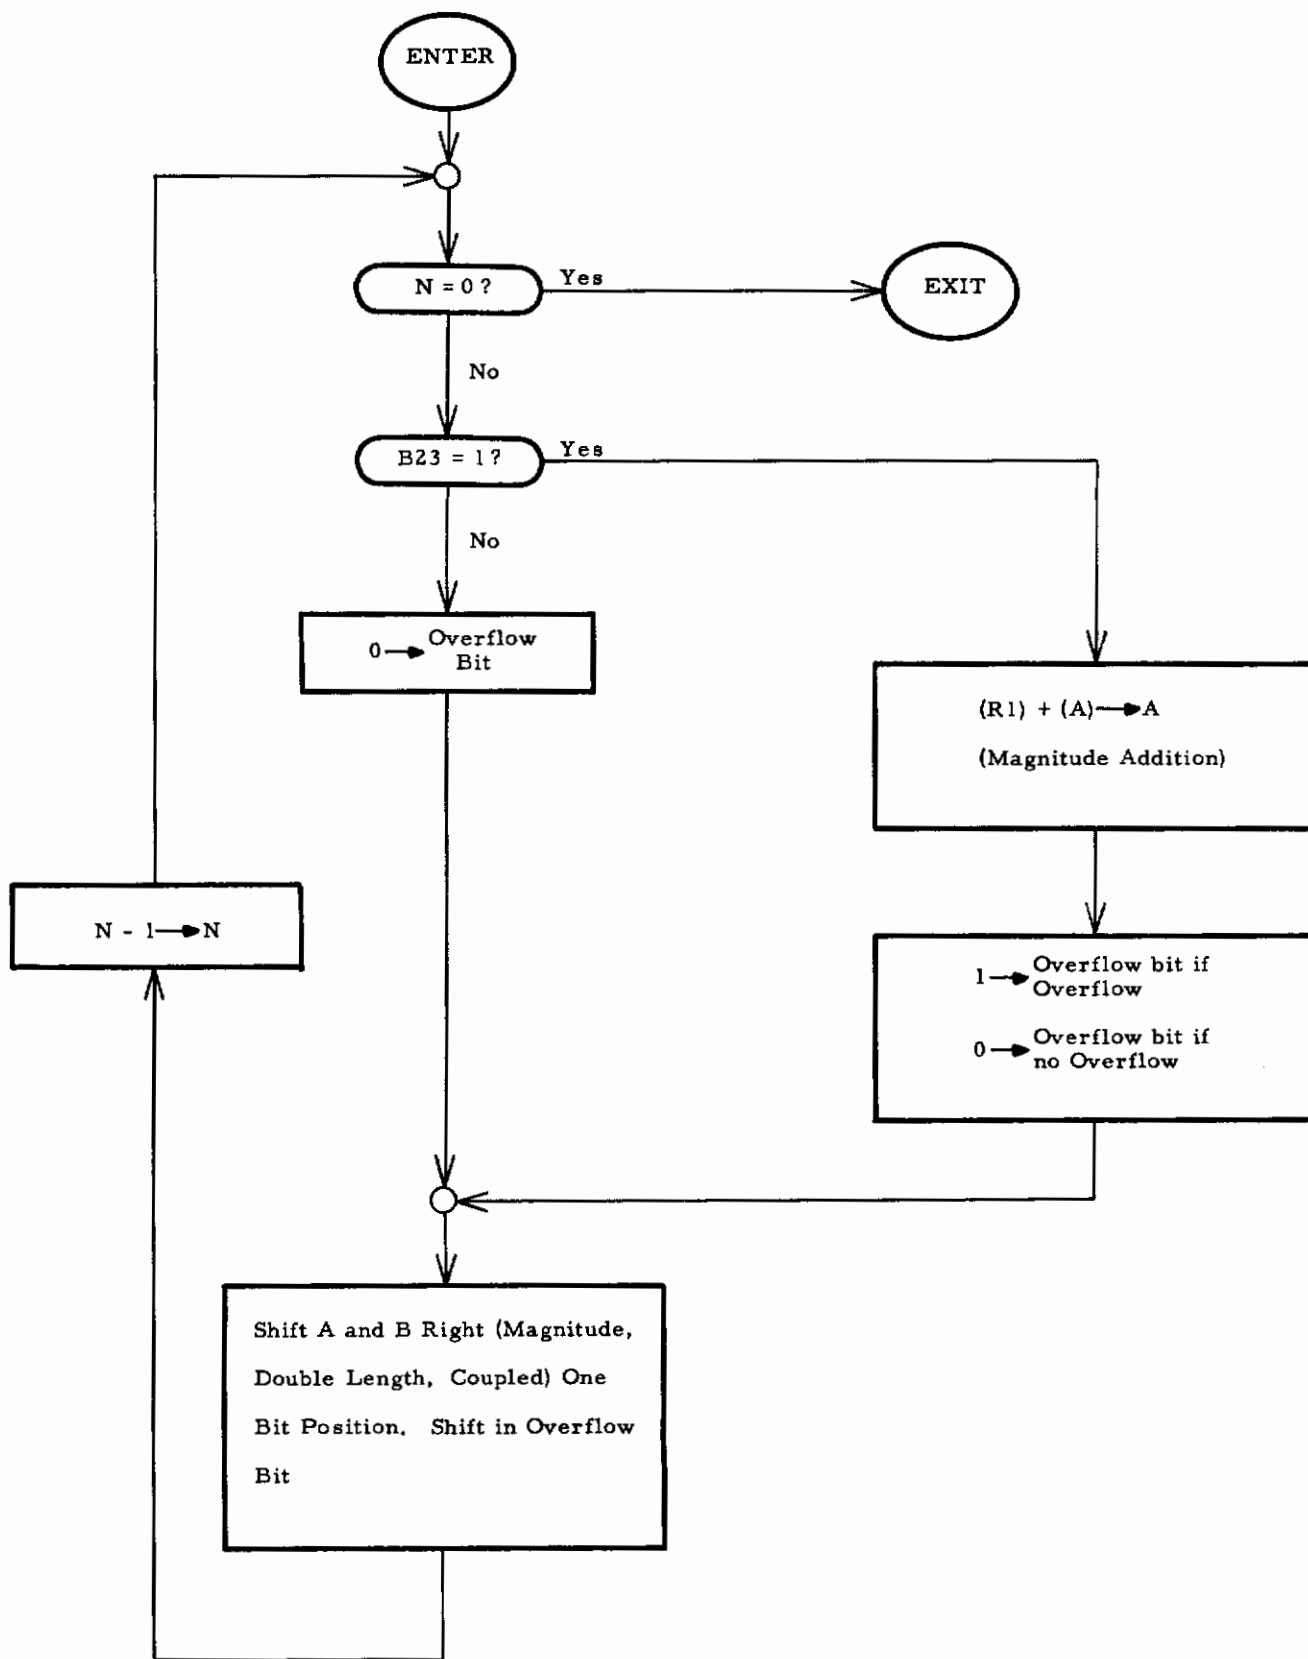 ENTER
N = 0 ?
Yes
EXIT
No
B23 = 1 ?
Yes
No
0 → Overflow
Bit
(R1) + (A) → A
(Magnitude Addition)
N - 1 → N
1 → Overflow bit if
Overflow
0 → Overflow bit if
no Overflow
Shift A and B Right (Magnitude,
Double Length, Coupled) One
Bit Position. Shift in Overflow
Bit